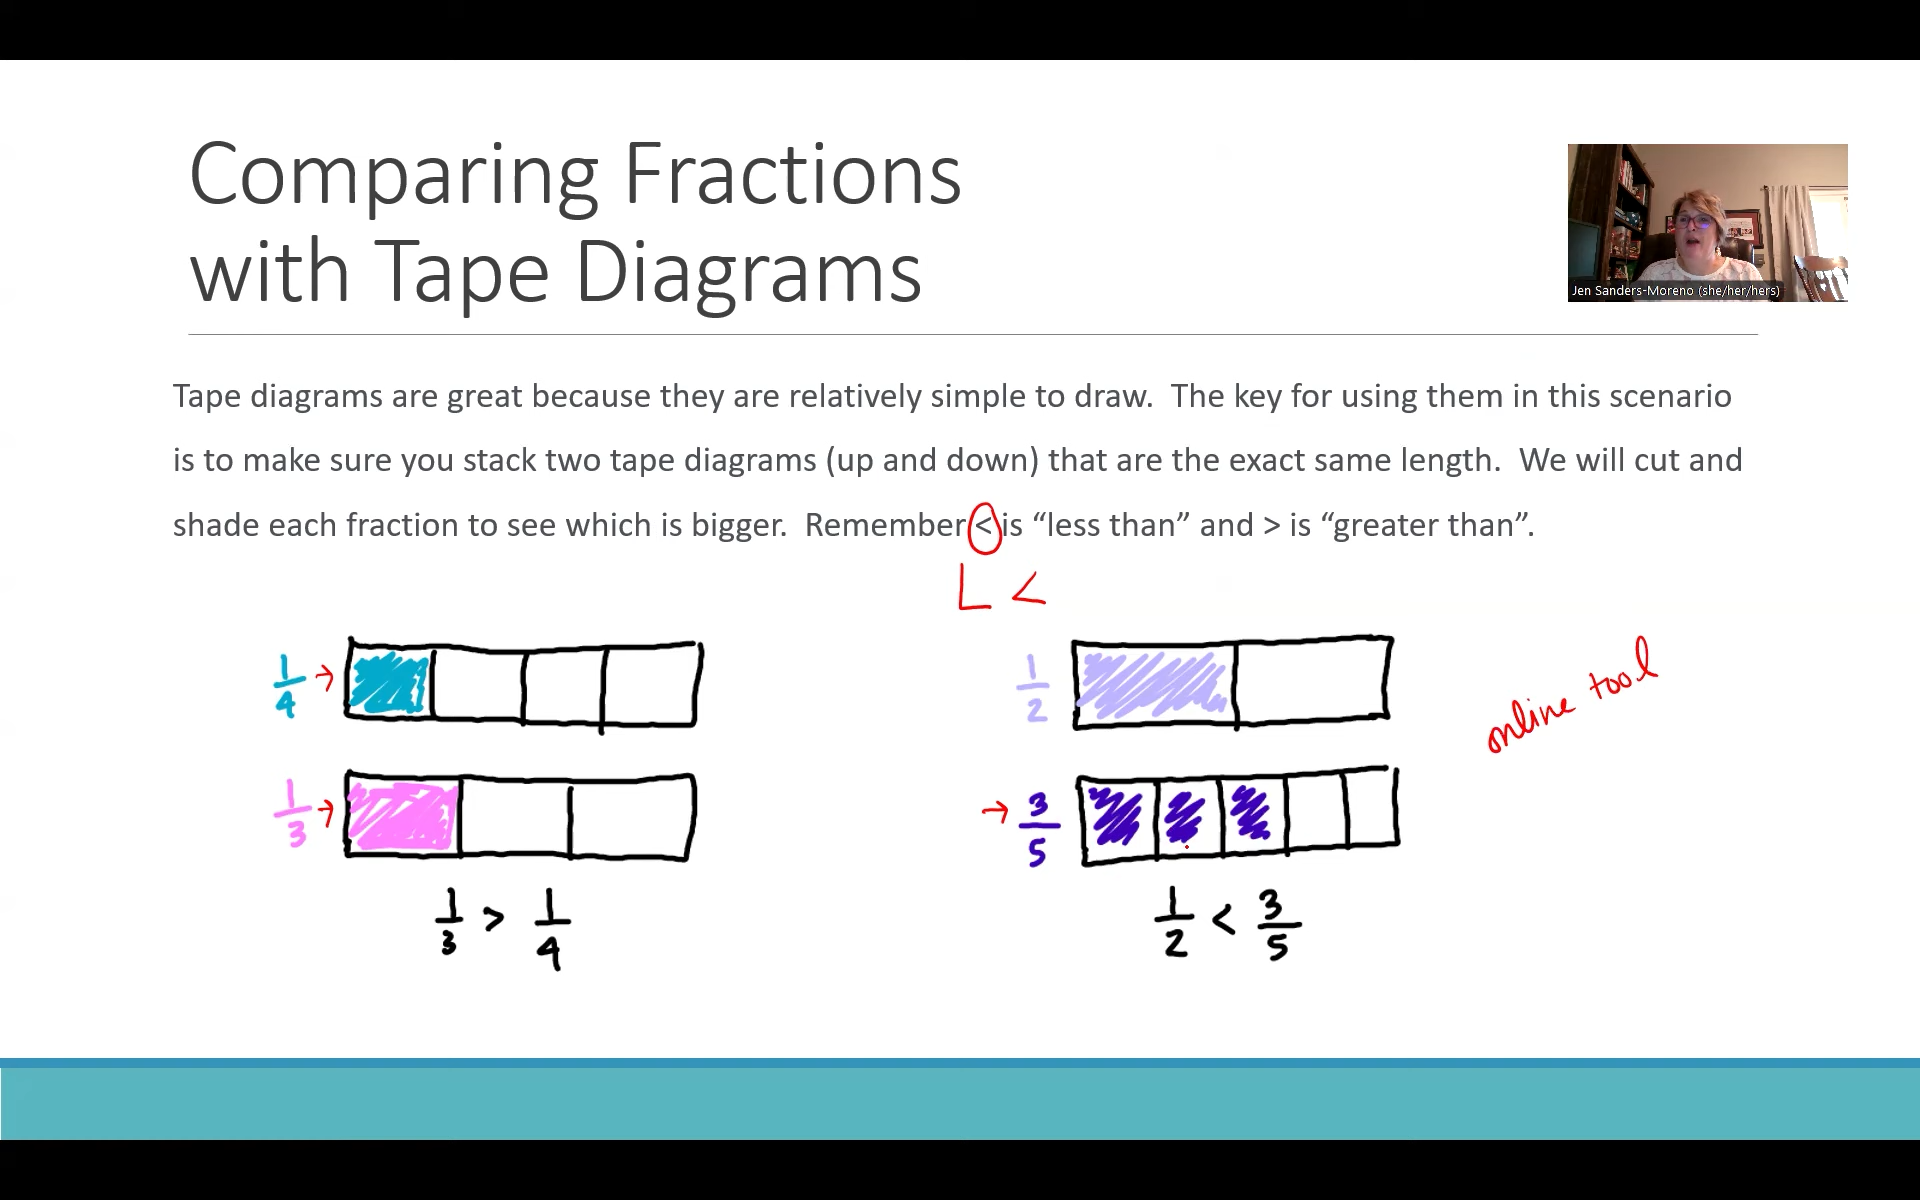 Comparing Fractions
with Tape Diagrams
Jen Sanders-Moreno (she/her/hers)
Tape diagrams are great because they are relatively simple to draw.  The key for using them in this scenario
is to make sure you stack two tape diagrams (up and down) that are the exact same length.  We will cut and
shade each fraction to see which is bigger.  Remember < is “less than” and > is “greater than”.
L <
1/4 →
1/3 →
1/3 > 1/4
1/2
→ 3/5
1/2 < 3/5
online tool